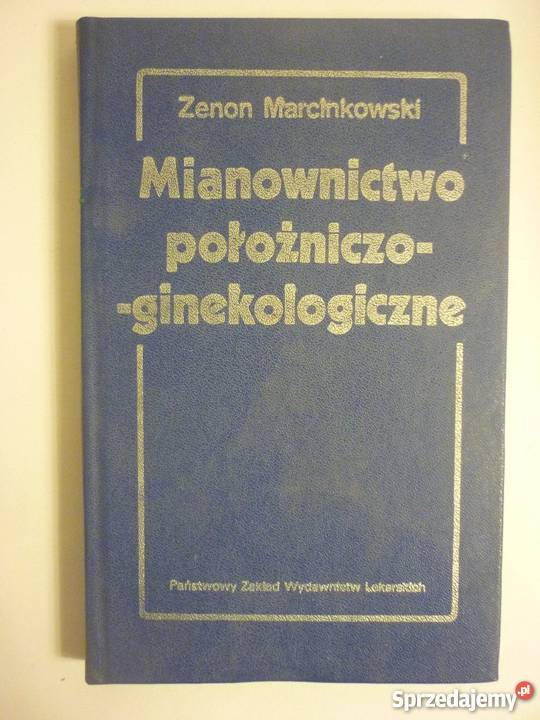 Zenon Marcinkowski
Mianownictwo
położniczo-
-ginekologiczne
Państwowy Zakład Wydawnictw Lekarskich
Sprzedajemy.pl